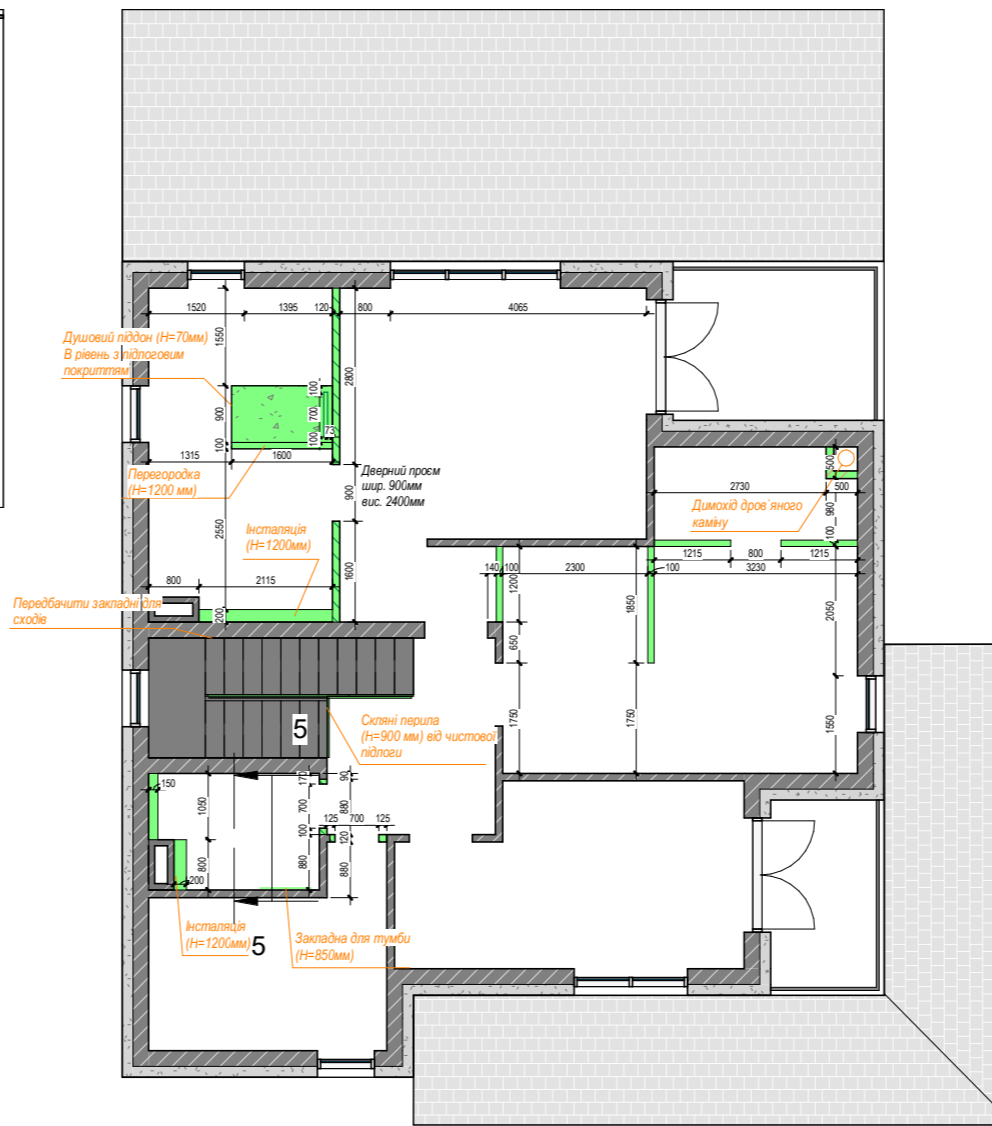 1520
1395
120
800
4065
1550
Душовий піддон (H=70мм)
В рівень з підлоговим
покриттям
2800
100
900
700
73
100
100
1315
1600
Дверний проєм
шир. 900мм
вис. 2400мм
Перегородка
(H=1200 мм)
900
2550
Інсталяція
(H=1200мм)
500
2730
500
Димохід дров`яного
каміну
980
100
1215
800
1215
140
100
2300
100
3230
1200
1850
1600
2050
800
2115
Передбачити закладні для
сходів
200
650
1750
1750
1550
5
Скляні перила
(H=900 мм) від чистової
підлоги
150
170
90
1050
700
880
125
700
125
100
120
800
880
880
200
Інсталяція
(H=1200мм)
5
Закладна для тумби
(H=850мм)